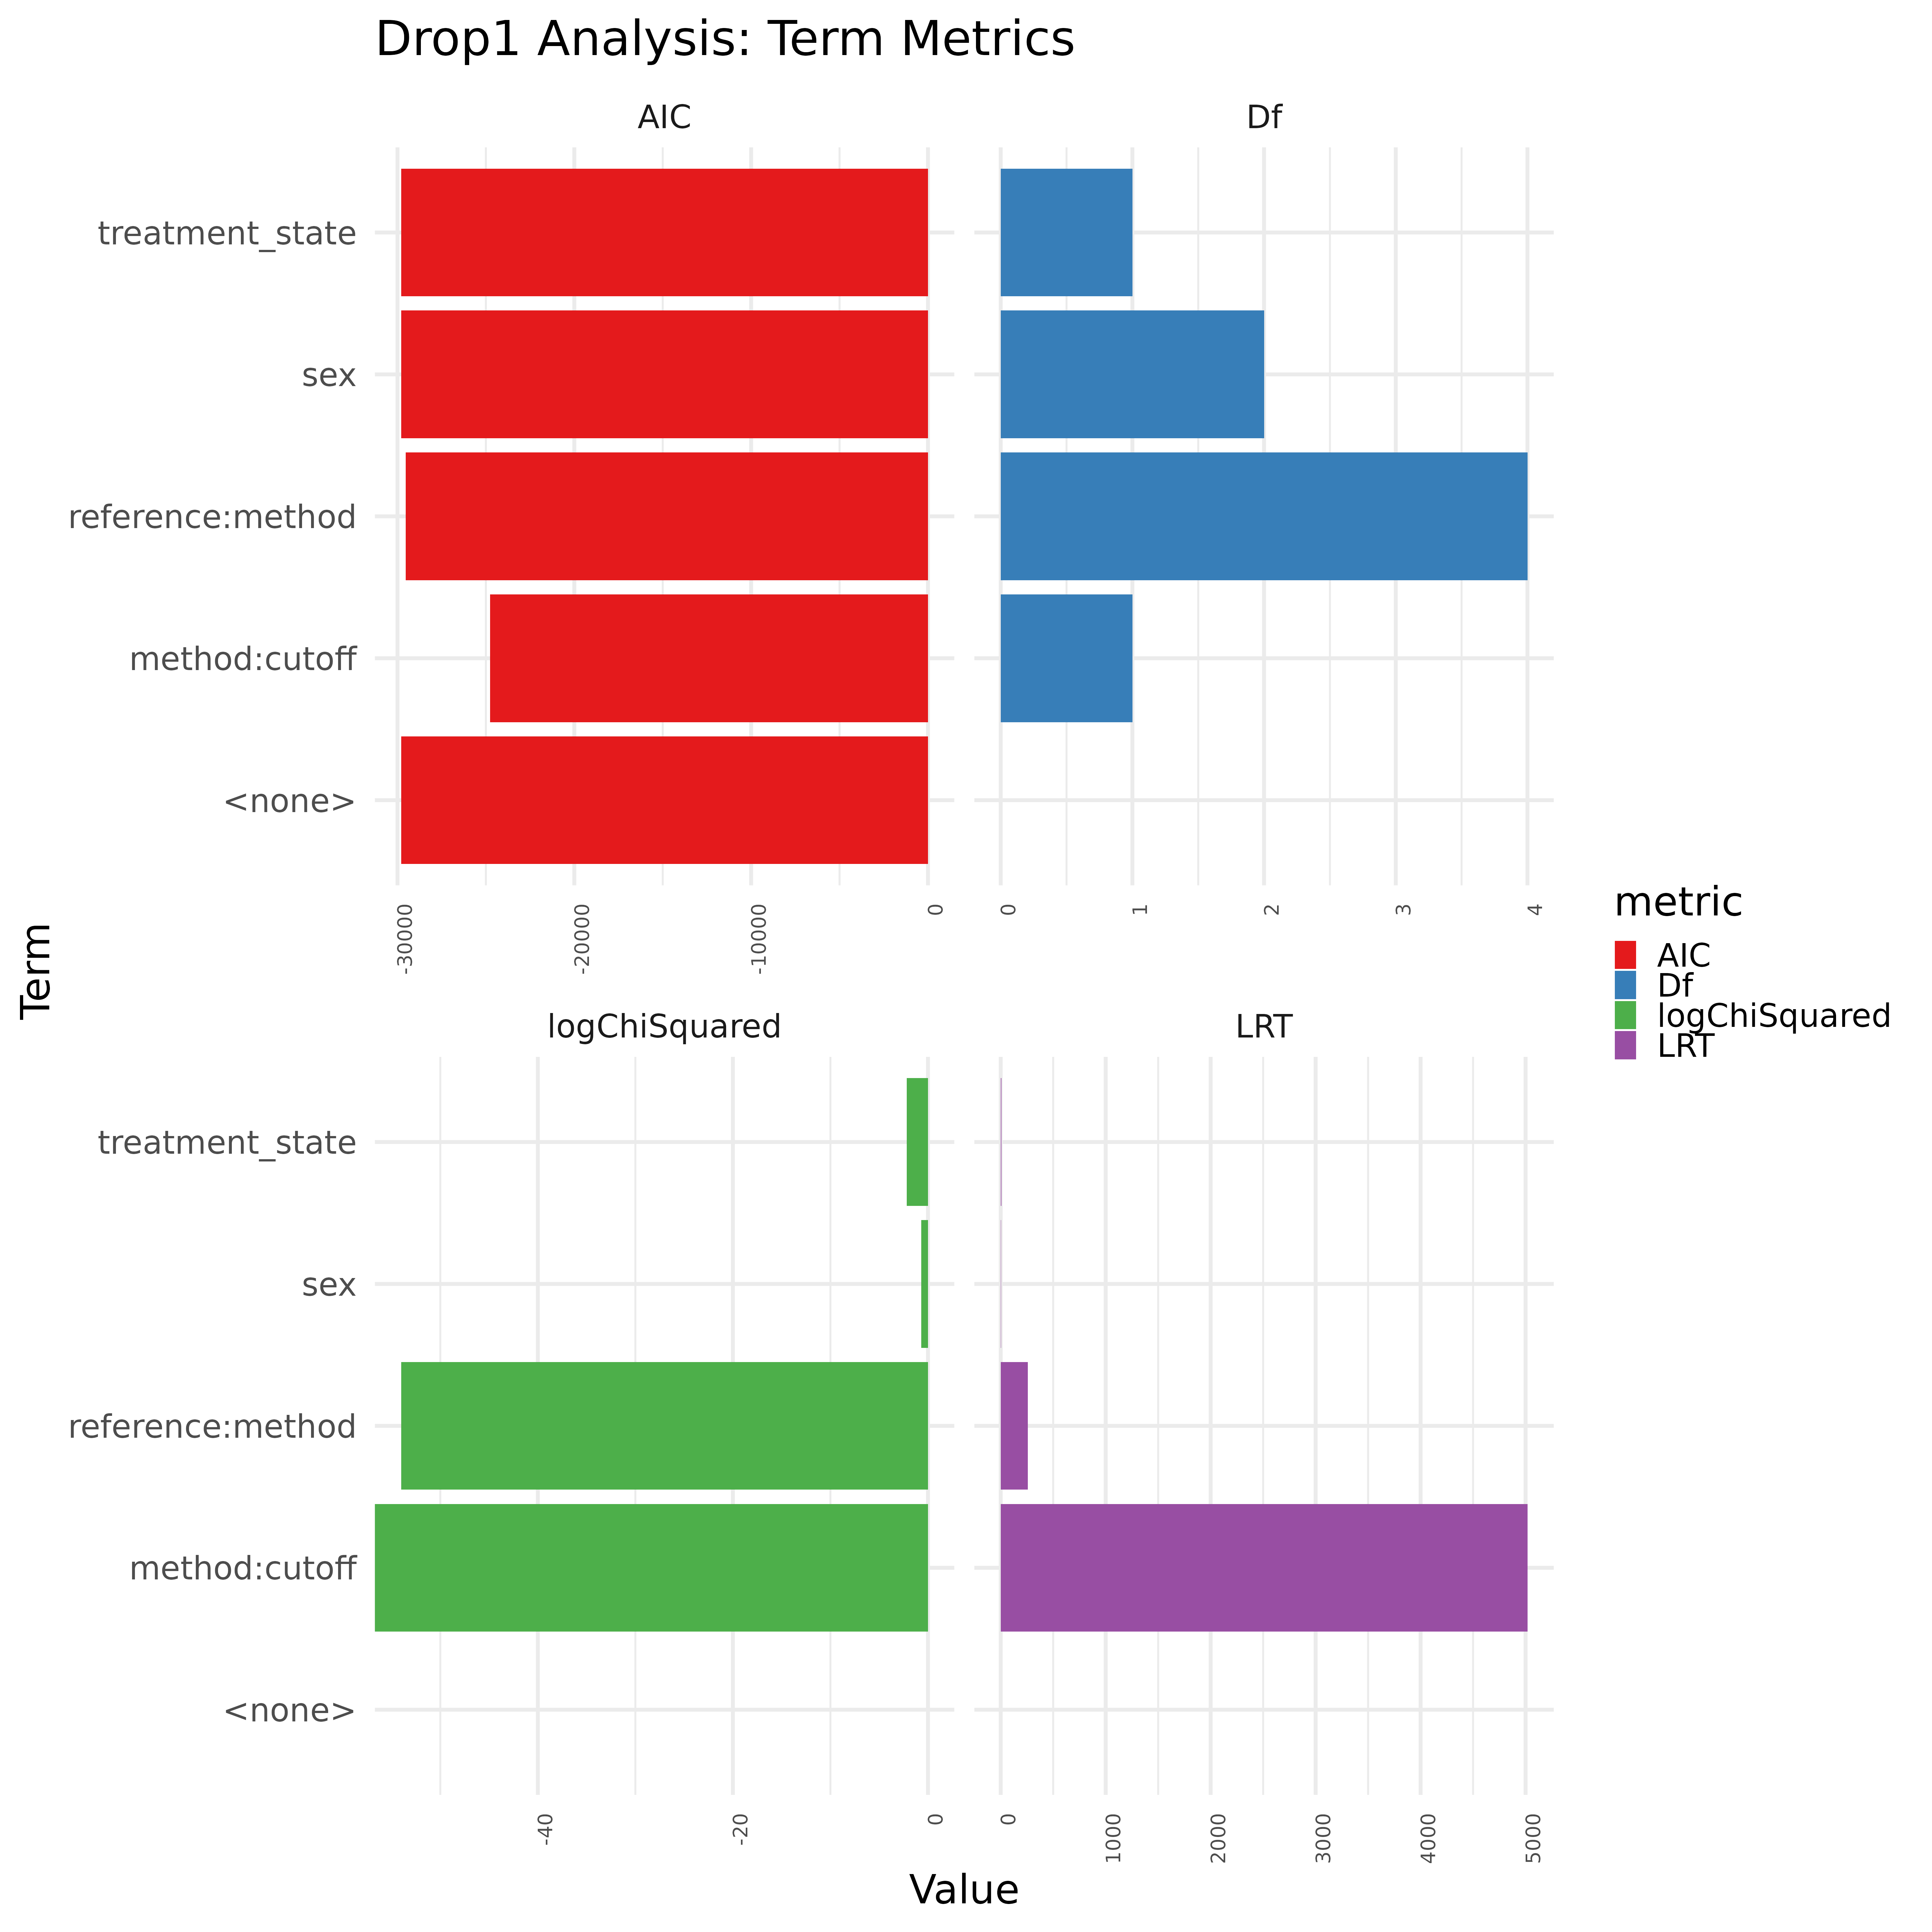 Drop1 Analysis: Term Metrics
AIC
Df
treatment_state
sex
reference:method
method:cutoff
<none>
-30000
-20000
-10000
0
0
1
2
3
4
logChiSquared
LRT
treatment_state
sex
reference:method
method:cutoff
<none>
-40
-20
0
0
1000
2000
3000
4000
5000
Value
Term
metric
AIC
Df
logChiSquared
LRT